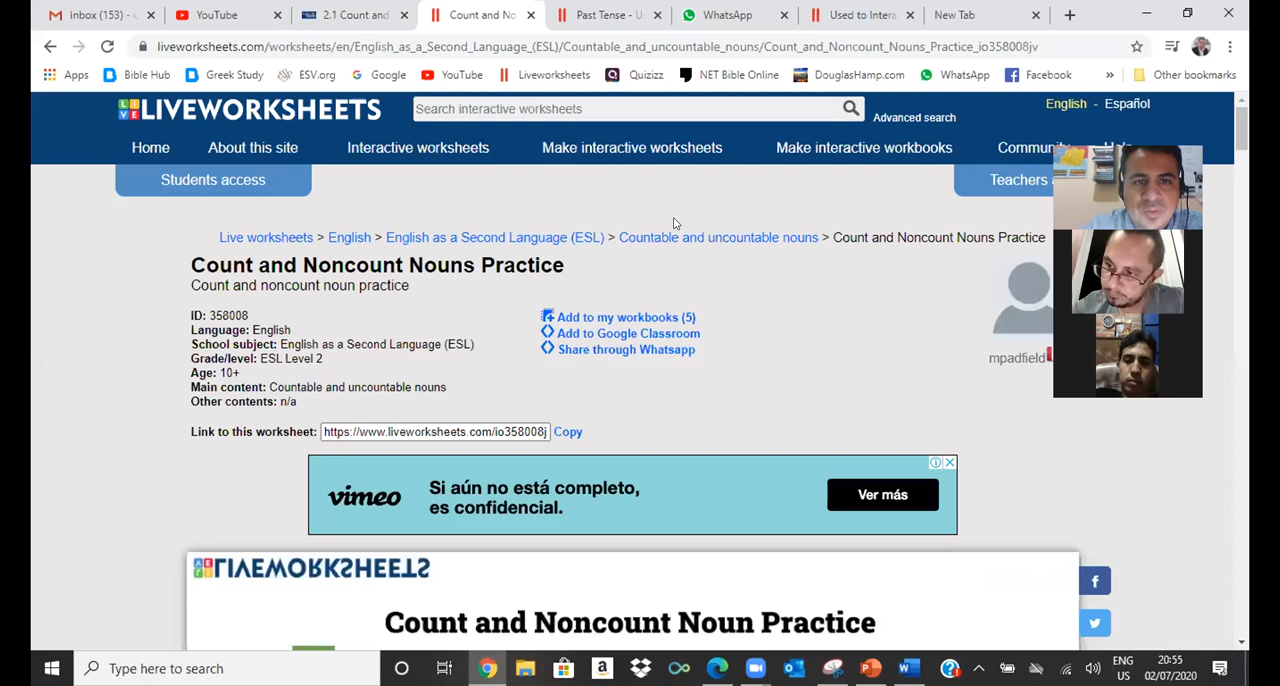 inbox (153) - c
YouTube
2.1 Count and
Count and No
Past Tense - U
WhatsApp
Used to Intera
New Tab
liveworksheets.com/worksheets/en/English_as_a_Second_Language_(ESL)/Countable_and_uncountable_nouns/Count_and_Noncount_Nouns_Practice_io358008jv
Apps Bible Hub Greek Study ESV.org Google YouTube Liveworksheets Quizizz NET Bible Online DouglasHamp.com WhatsApp Facebook » Other bookmarks
LIVEWORKSHEETS
Search interactive worksheets
Advanced search
English - Español
Home About this site Interactive worksheets Make interactive worksheets Make interactive workbooks Community Help
Students access
Teachers
Live worksheets > English > English as a Second Language (ESL) > Countable and uncountable nouns > Count and Noncount Nouns Practice
Count and Noncount Nouns Practice
Count and noncount noun practice
ID: 358008
Language: English
School subject: English as a Second Language (ESL)
Grade/level: ESL Level 2
Age: 10+
Main content: Countable and uncountable nouns
Other contents: n/a
Add to my workbooks (5)
Add to Google Classroom
Share through Whatsapp
mpadfield
Link to this worksheet: https://www.liveworksheets.com/io358008j Copy
vimeo
Si aún no está completo,
es confidencial.
Ver más
LIVEWORKSHEETS
Count and Noncount Noun Practice
Type here to search
ENG
US
20:55
02/07/2020